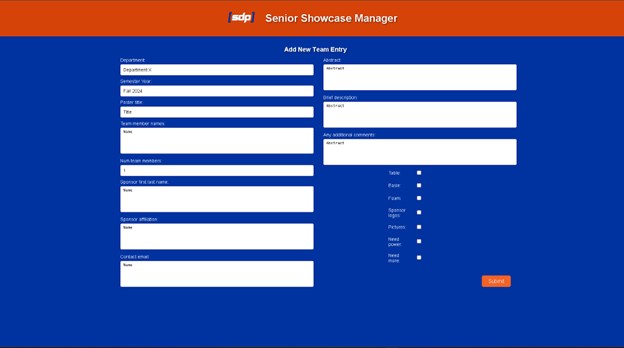 sdp Senior Showcase Manager
Add New Team Entry
Department
Department X
Semester Year:
Fall 2024
Poster title:
Title
Team member names:
Name
Num team members:
1
Sponsor first last name
Name
Sponsor affiliation:
Name
Contact email:
Name
Abstract:
Abstract
Brief description:
Abstract
Any additional comments:
Abstract
Table:
Easel:
Foam:
Sponsor
logos:
Pictures:
Need
power:
Need
more:
Submit